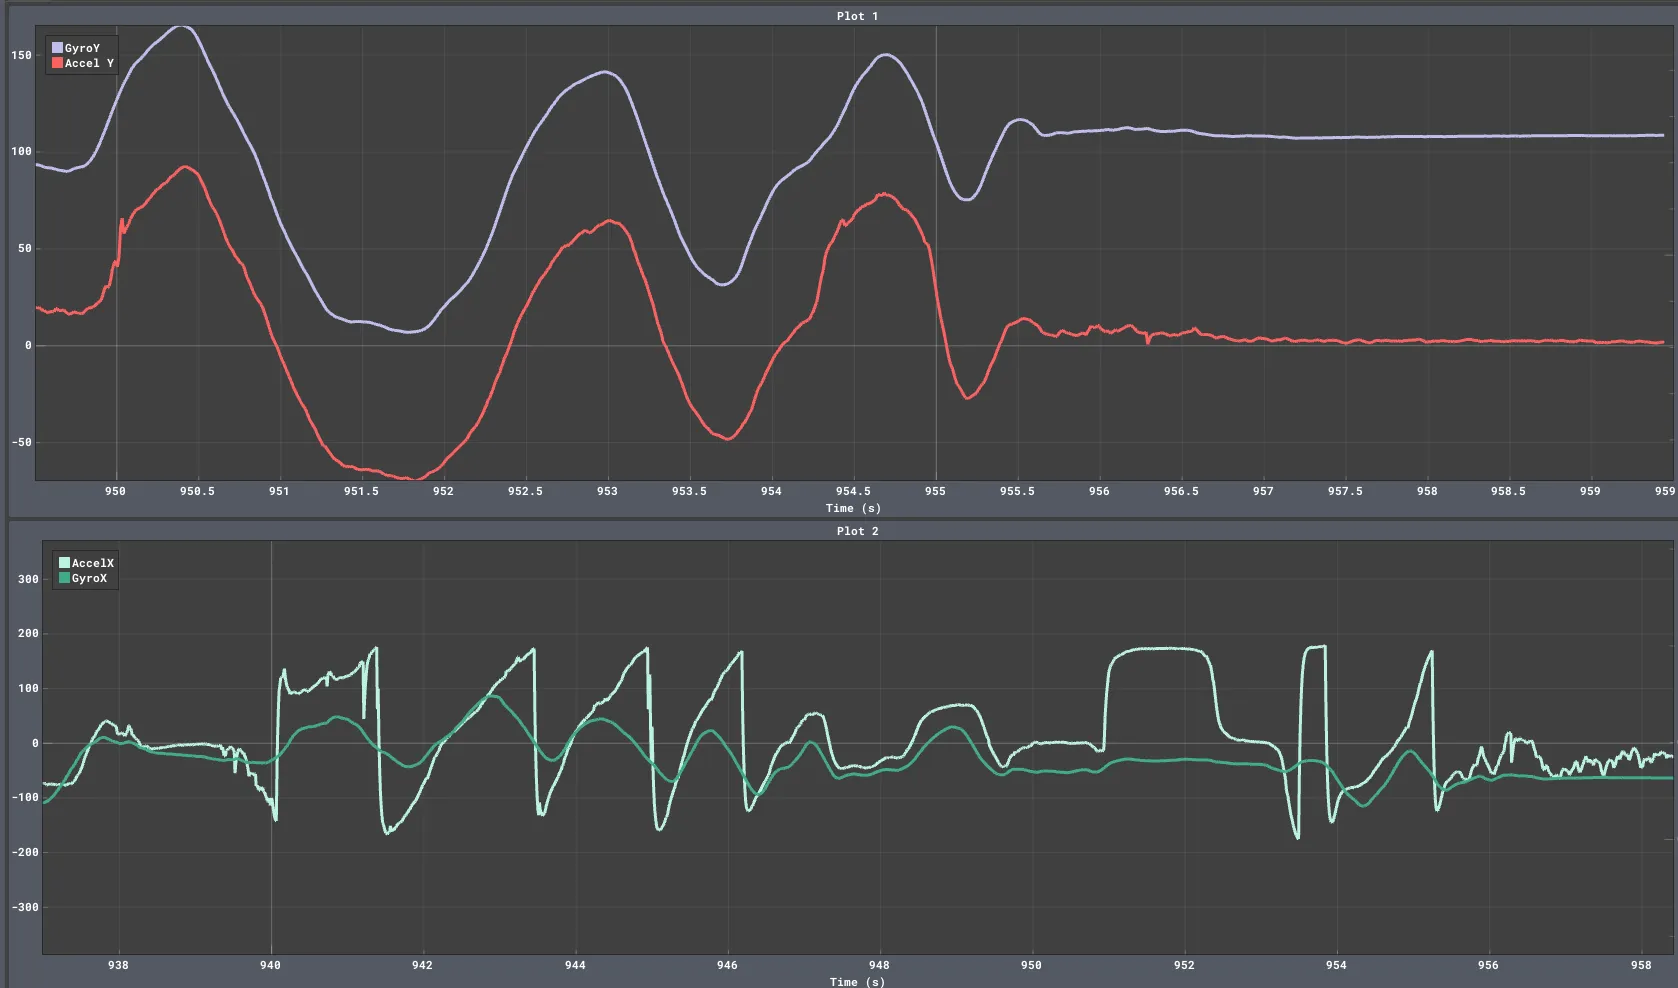 Plot 1
GyroY
Accel Y
150
100
50
0
-50
950 950.5 951 951.5 952 952.5 953 953.5 954 954.5 955 955.5 956 956.5 957 957.5 958 958.5 959 959
Time (s)
Plot 2
AccelX
GyroX
300
200
100
0
-100
-200
-300
938 940 942 944 946 948 950 952 954 956 958
Time (s)